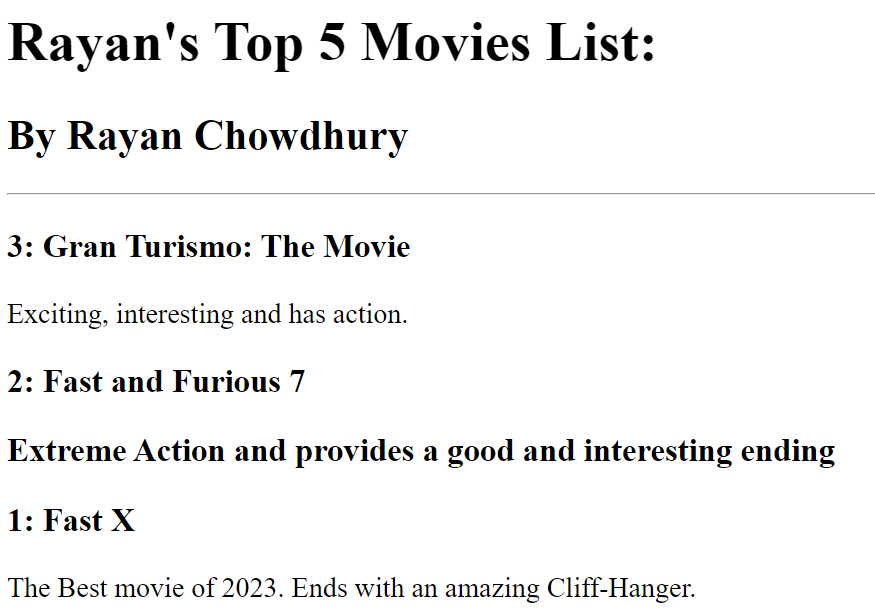 Rayan's Top 5 Movies List:
By Rayan Chowdhury
3: Gran Turismo: The Movie
Exciting, interesting and has action.
2: Fast and Furious 7
Extreme Action and provides a good and interesting ending
1: Fast X
The Best movie of 2023. Ends with an amazing Cliff-Hanger.